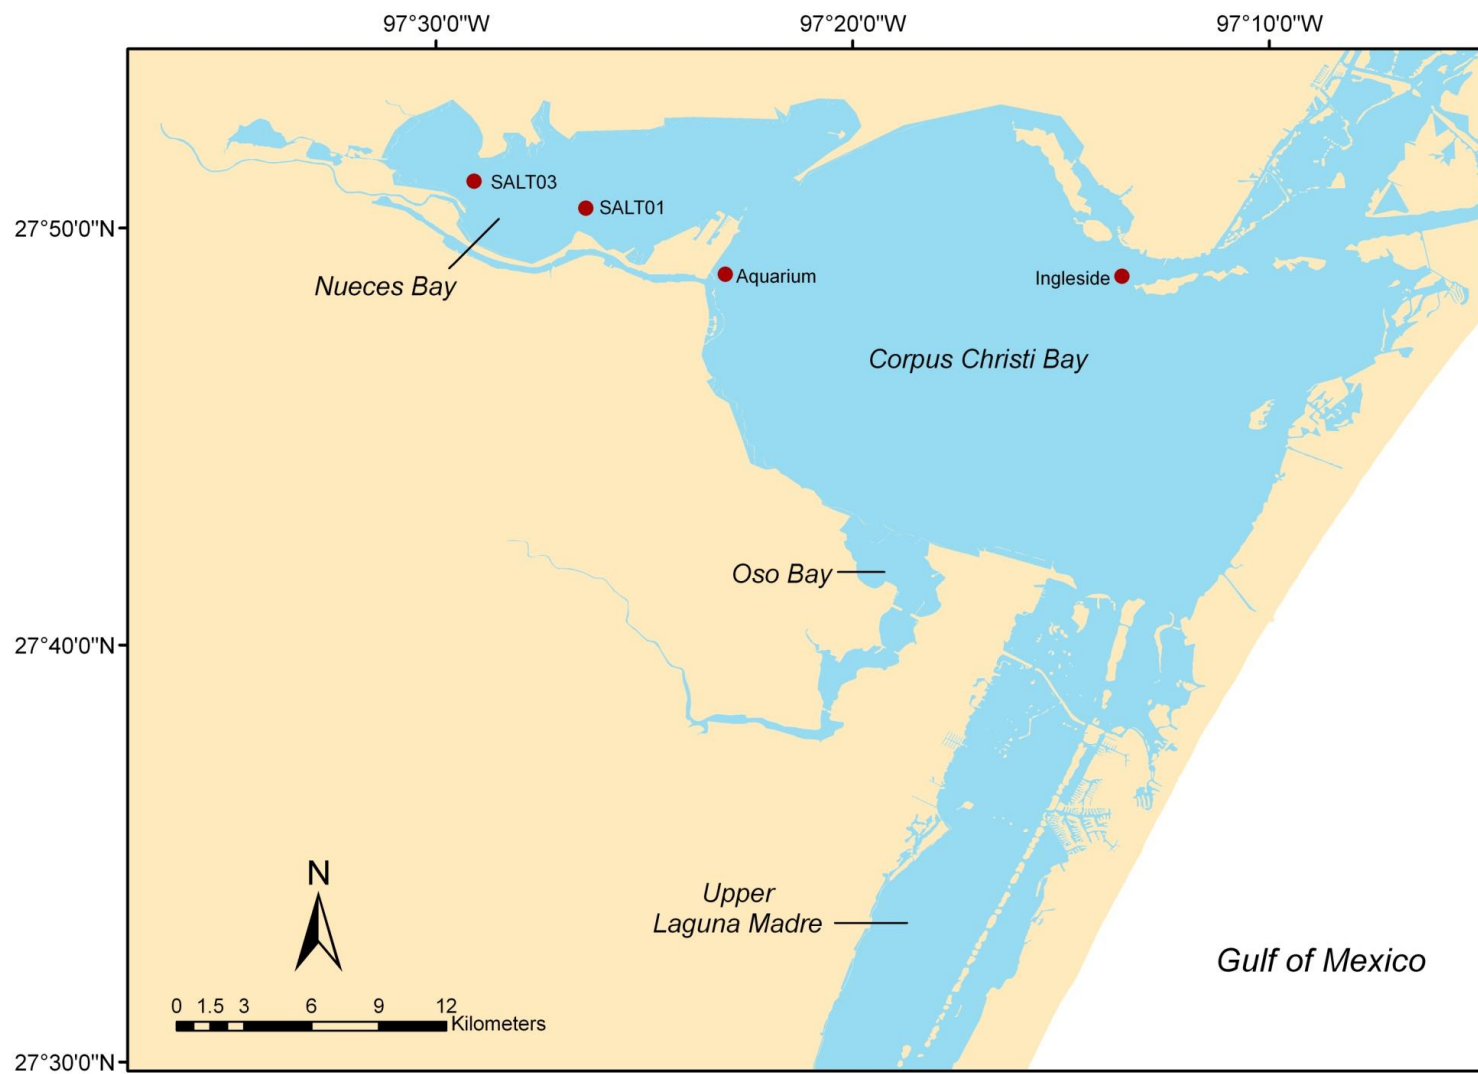 97°30'0"W
97°20'0"W
97°10'0"W
SALT03
SALT01
27°50'0"N
Nueces Bay
Aquarium
Ingleside
Corpus Christi Bay
Oso Bay
27°40'0"N
N
Upper
Laguna Madre
Gulf of Mexico
0 1.5 3 6 9 12
Kilometers
27°30'0"N